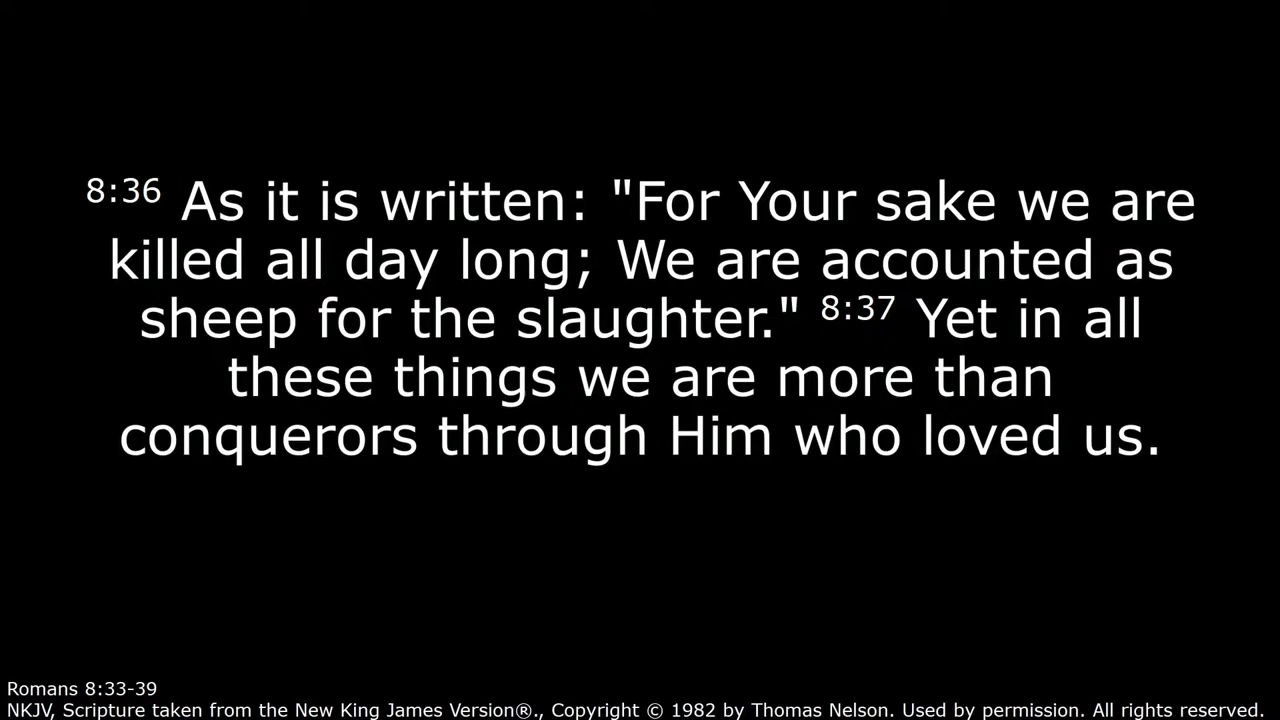 8:36 As it is written: "For Your sake we are
killed all day long; We are accounted as
sheep for the slaughter." 8:37 Yet in all
these things we are more than
conquerors through Him who loved us.
Romans 8:33-39
NKJV, Scripture taken from the New King James Version®., Copyright © 1982 by Thomas Nelson. Used by permission. All rights reserved.